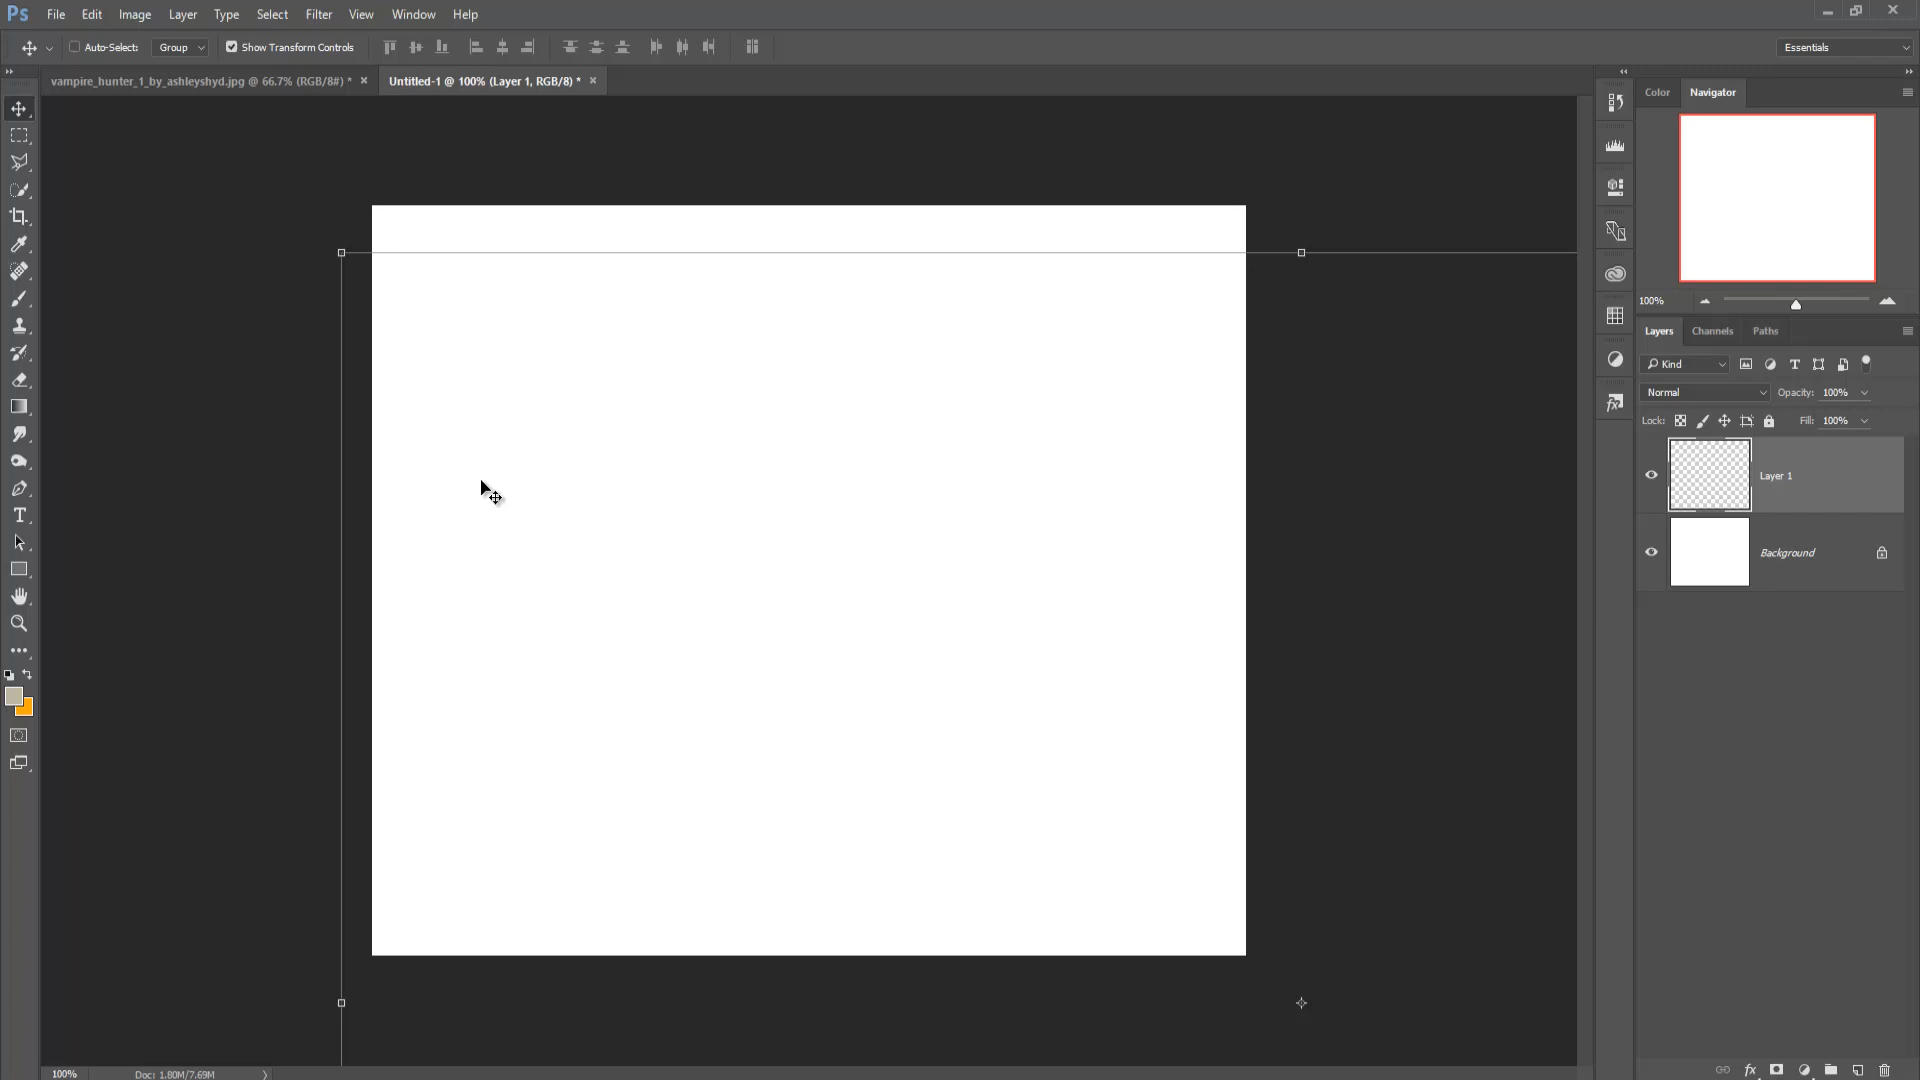 Ps File Edit Image Layer Type Select Filter View Window Help
Auto-Select: Group Show Transform Controls Essentials
vampire_hunter_1_by_ashleyshyd.jpg @ 66.7% (RGB/8#) * × Untitled-1 @ 100% (Layer 1, RGB/8) * ×
Color Navigator
100%
Layers Channels Paths
Kind
Normal Opacity: 100%
Lock: Fill: 100%
Layer 1
Background
100% Doc: 1.80M/7.69M